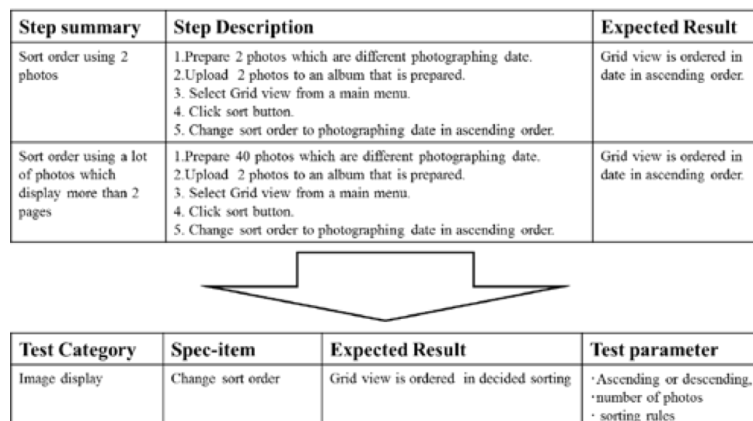 Step summary Step Description Expected Result
Sort order using 2 photos
1.Prepare 2 photos which are different photographing date.
2.Upload 2 photos to an album that is prepared.
3. Select Grid view from a main menu.
4. Click sort button.
5. Change sort order to photographing date in ascending order.
Grid view is ordered in
date in ascending order.
Sort order using a lot
of photos which
display more than 2
pages
1.Prepare 40 photos which are different photographing date.
2.Upload 2 photos to an album that is prepared.
3. Select Grid view from a main menu.
4. Click sort button.
5. Change sort order to photographing date in ascending order.
Grid view is ordered in
date in ascending order.
Test Category Spec-item Expected Result Test parameter
Image display Change sort order Grid view is ordered in decided sorting
・Ascending or descending,
・number of photos
・sorting rules